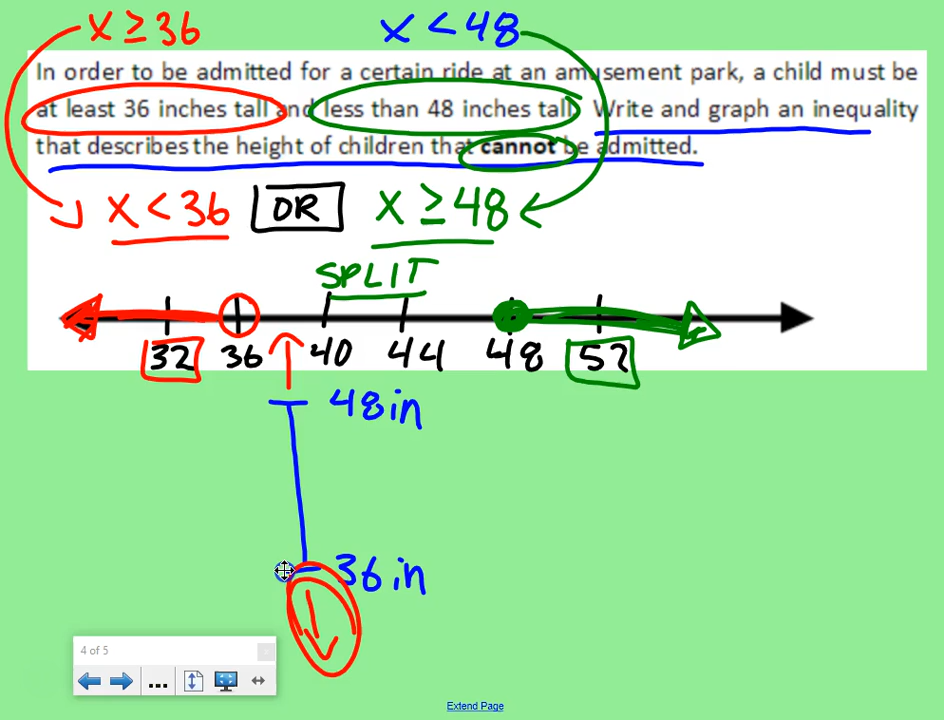 x ≥ 36 x < 48
In order to be admitted for a certain ride at an amusement park, a child must be
at least 36 inches tall and less than 48 inches tall. Write and graph an inequality
that describes the height of children that cannot be admitted.
x < 36 OR x ≥ 48
SPLIT
32 36 40 44 48 52
48 in
36 in
4 of 5
Extend Page